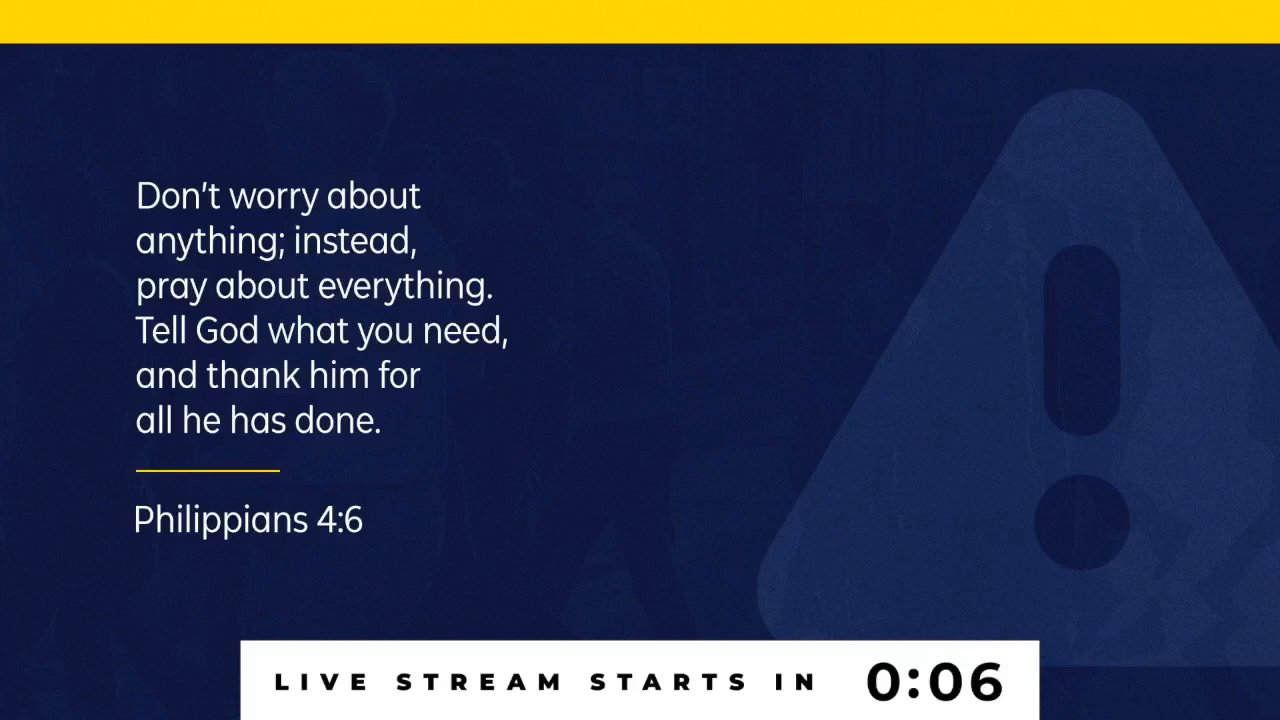 Don't worry about
anything; instead,
pray about everything.
Tell God what you need,
and thank him for
all he has done.
Philippians 4:6
LIVE STREAM STARTS IN 0:06